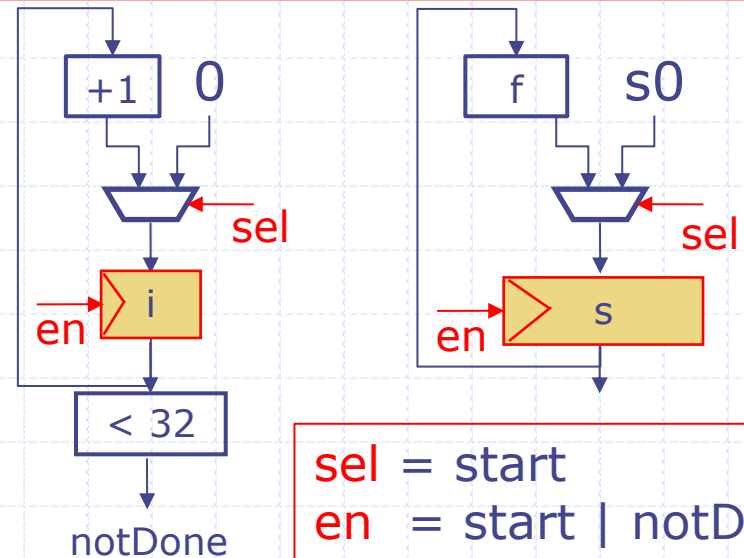 +1 0
sel
i
en
< 32
notDone
f s0
sel
s
en
sel = start
en = start | notD